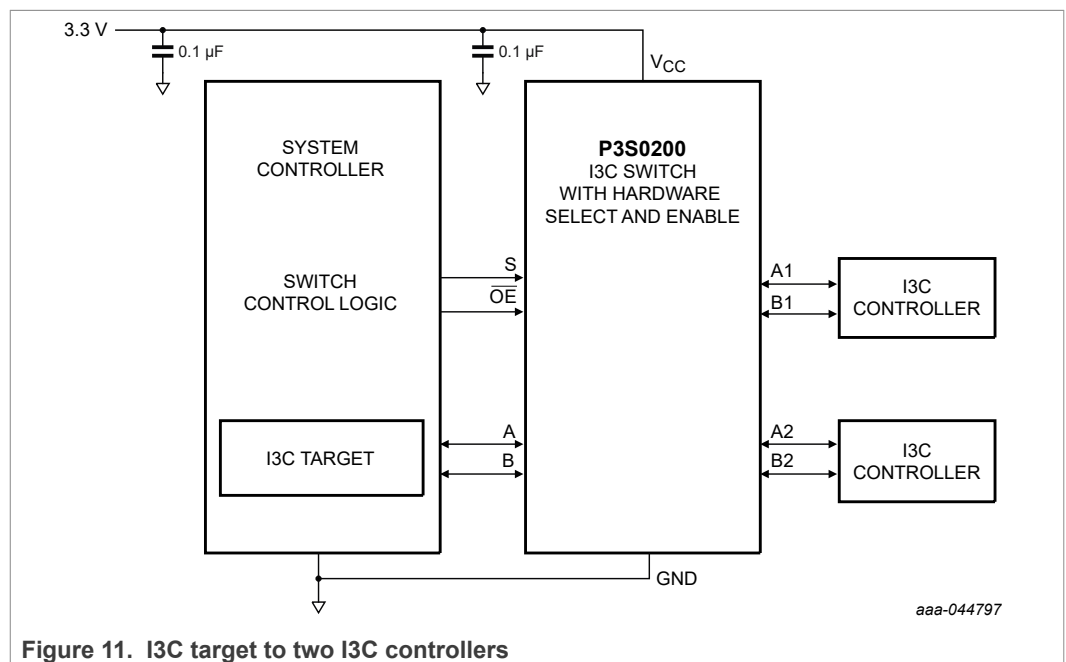 3.3 V
0.1 µF
0.1 µF
VCC
SYSTEM
CONTROLLER
P3S0200
I3C SWITCH
WITH HARDWARE
SELECT AND ENABLE
SWITCH
CONTROL LOGIC
S
OE
A1
B1
I3C
CONTROLLER
I3C TARGET
A
B
A2
B2
I3C
CONTROLLER
GND
aaa-044797
Figure 11. I3C target to two I3C controllers